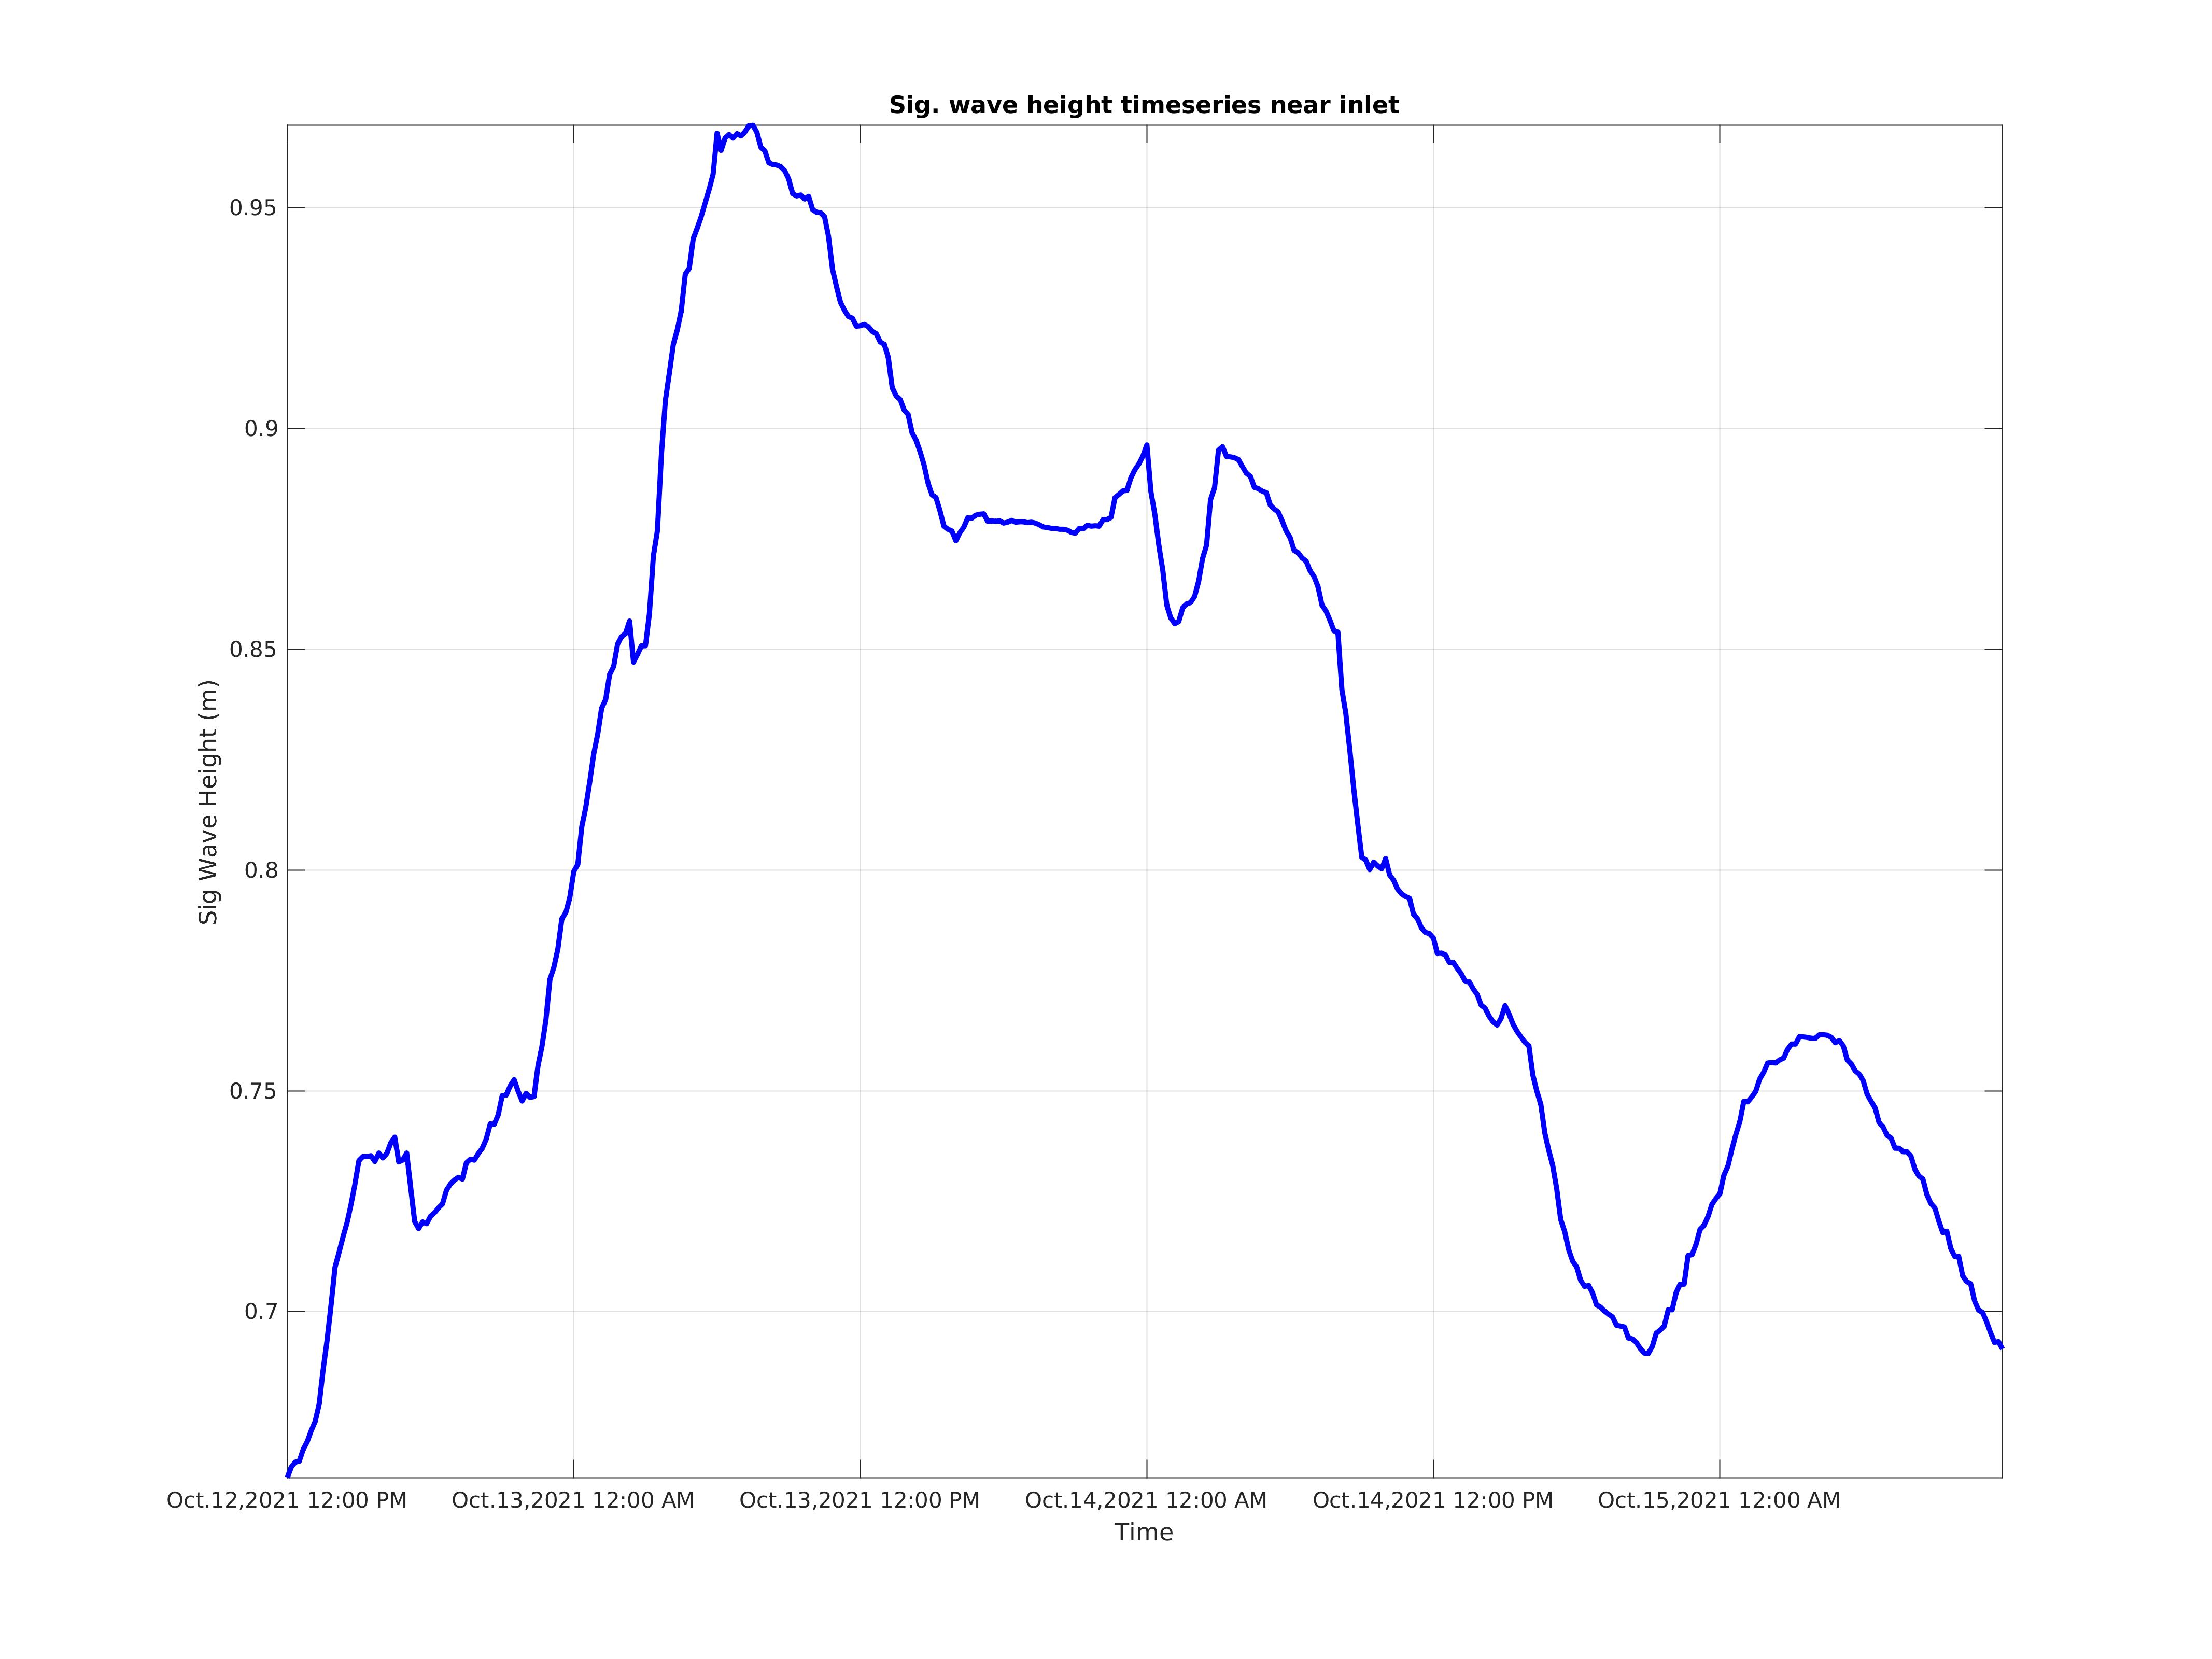 Sig. wave height timeseries near inlet
0.95
0.9
0.85
0.8
0.75
0.7
Sig Wave Height (m)
Oct.12,2021 12:00 PM Oct.13,2021 12:00 AM Oct.13,2021 12:00 PM Oct.14,2021 12:00 AM Oct.14,2021 12:00 PM Oct.15,2021 12:00 AM
Time